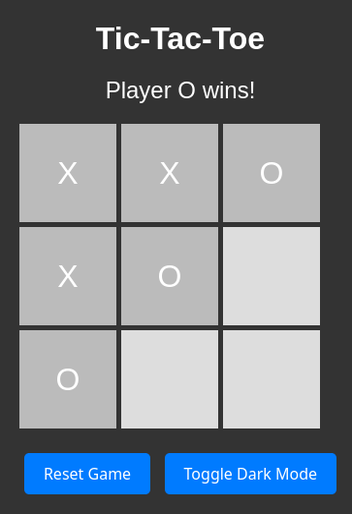 Tic-Tac-Toe
Player O wins!
X X O
X O
O
Reset Game Toggle Dark Mode